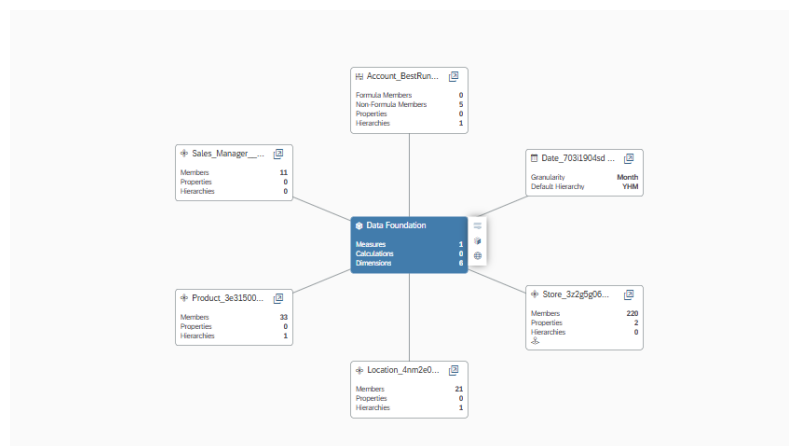 Account_BestRun...
Formula Members 0
Non-Formula Members 5
Properties 0
Hierarchies 1
Sales_Manager__...
Members 11
Properties 0
Hierarchies 0
Date_703i1904sd ...
Granularity Month
Default Hierarchy YHM
Data Foundation
Measures 1
Calculations 0
Dimensions 6
Product_3e31500...
Members 33
Properties 0
Hierarchies 1
Store_3z2g5g06...
Members 220
Properties 2
Hierarchies 0
Location_4nm2e0...
Members 21
Properties 0
Hierarchies 1